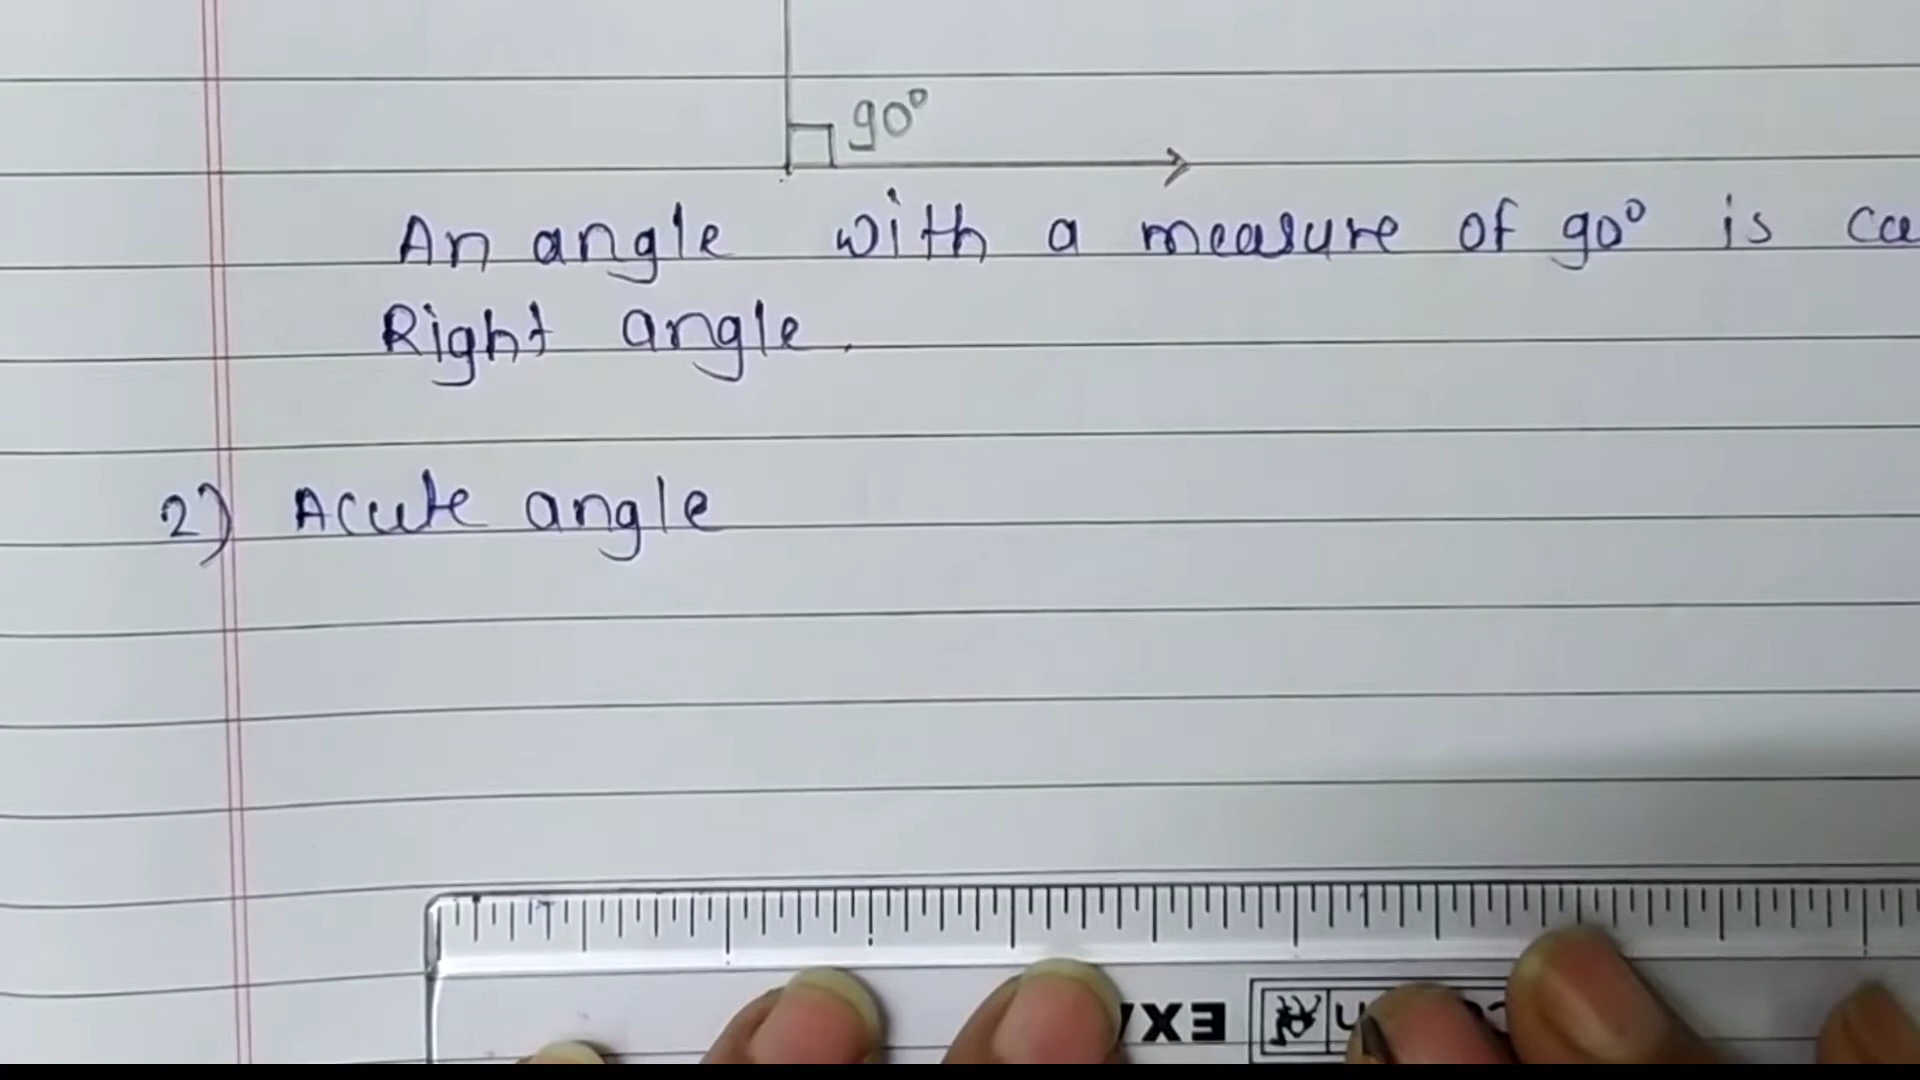 90°
An angle with a measure of 90° is
Right angle.
2) Acute angle